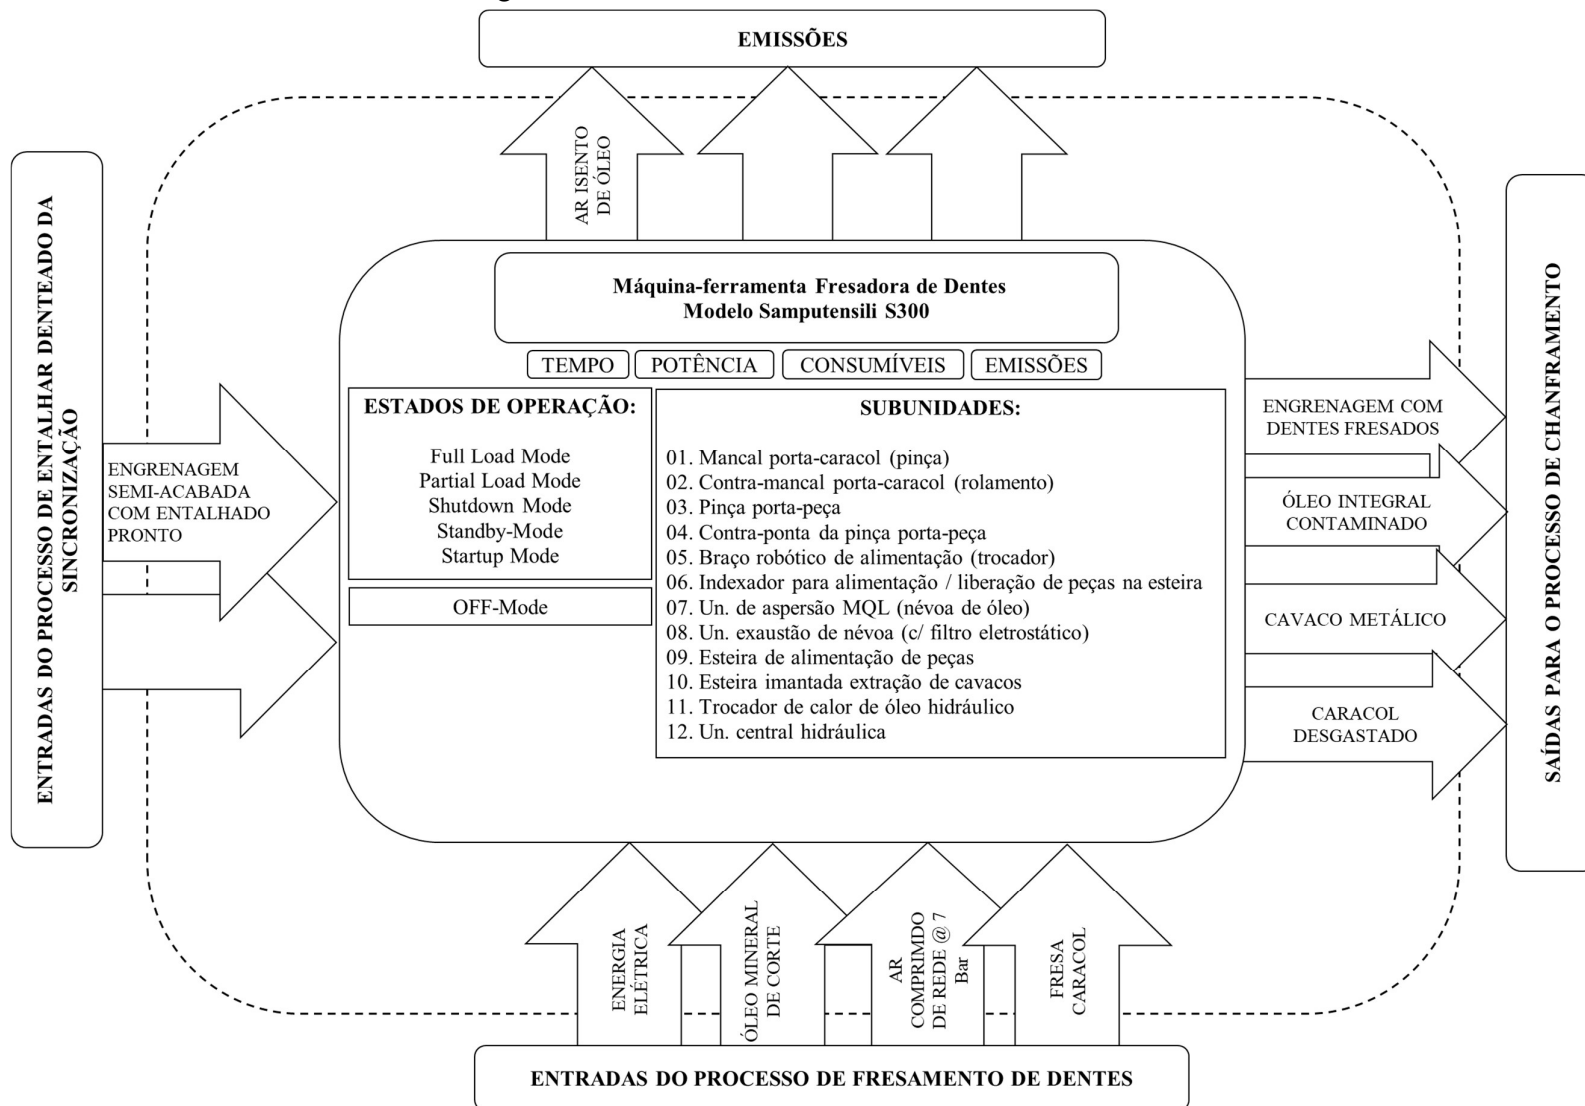 EMISSÕES
AR ISENTO
DE ÓLEO
ENTRADAS DO PROCESSO DE ENTALHAR DENTEADO DA
SINCRONIZAÇÃO
ENGRENAGEM
SEMI-ACABADA
COM ENTALHADO
PRONTO
Máquina-ferramenta Fresadora de Dentes
Modelo Samputensili S300
TEMPO
POTÊNCIA
CONSUMÍVEIS
EMISSÕES
ESTADOS DE OPERAÇÃO:
Full Load Mode
Partial Load Mode
Shutdown Mode
Standby-Mode
Startup Mode
OFF-Mode
SUBUNIDADES:
01. Mancal porta-caracol (pinça)
02. Contra-mancal porta-caracol (rolamento)
03. Pinça porta-peça
04. Contra-ponta da pinça porta-peça
05. Braço robótico de alimentação (trocador)
06. Indexador para alimentação / liberação de peças na esteira
07. Un. de aspersão MQL (névoa de óleo)
08. Un. exaustão de névoa (c/ filtro eletrostático)
09. Esteira de alimentação de peças
10. Esteira imantada extração de cavacos
11. Trocador de calor de óleo hidráulico
12. Un. central hidráulica
ENGRENAGEM COM
DENTES FRESADOS
ÓLEO INTEGRAL
CONTAMINADO
CAVACO METÁLICO
CARACOL
DESGASTADO
SAÍDAS PARA O PROCESSO DE CHANFRAMENTO
ENERGIA
ELÉTRICA
ÓLEO MINERAL
DE CORTE
AR
COMPRIMDO
DE REDE @ 7
Bar
FRESA
CARACOL
ENTRADAS DO PROCESSO DE FRESAMENTO DE DENTES